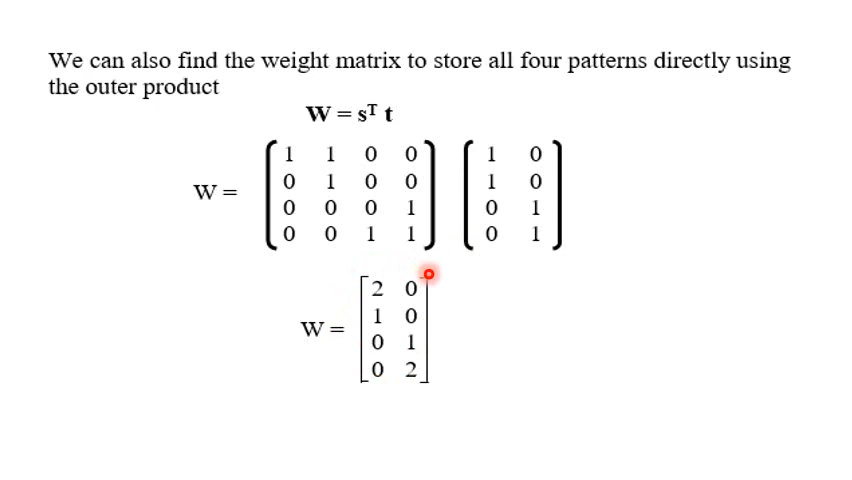 We can also find the weight matrix to store all four patterns directly using
the outer product
W = sᵀ t
W =
1 1 0 0 1 0
0 1 0 0 1 0
0 0 0 1 0 1
0 0 1 1 0 1
W =
2 0
1 0
0 1
0 2